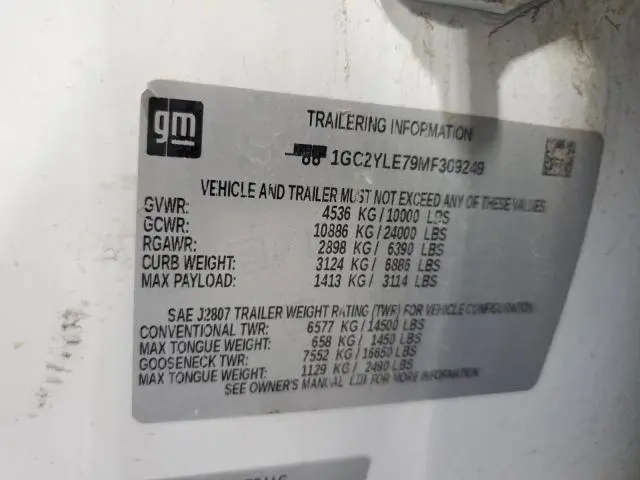 gm
TRAILERING INFORMATION
1GC2YLE79MF309249
VEHICLE AND TRAILER MUST NOT EXCEED ANY OF THESE VALUES
GVWR: 4536 KG/10000 LBS
GCWR: 10886 KG/24000 LBS
RGAWR: 2898 KG/ 6390 LBS
CURB WEIGHT: 3124 KG/ 6886 LBS
MAX PAYLOAD: 1413 KG/ 3114 LBS
SAE J2807 TRAILER WEIGHT RATING (TWR) FOR VEHICLE CONFIGURATION.
CONVENTIONAL TWR: 6577 KG/14500 LBS
MAX TONGUE WEIGHT: 658 KG/ 1450 LBS
GOOSENECK TWR: 7552 KG/16650 LBS
MAX TONGUE WEIGHT: 1129 KG/ 2490 LBS
SEE OWNER'S MANUAL FOR MORE INFORMATION.